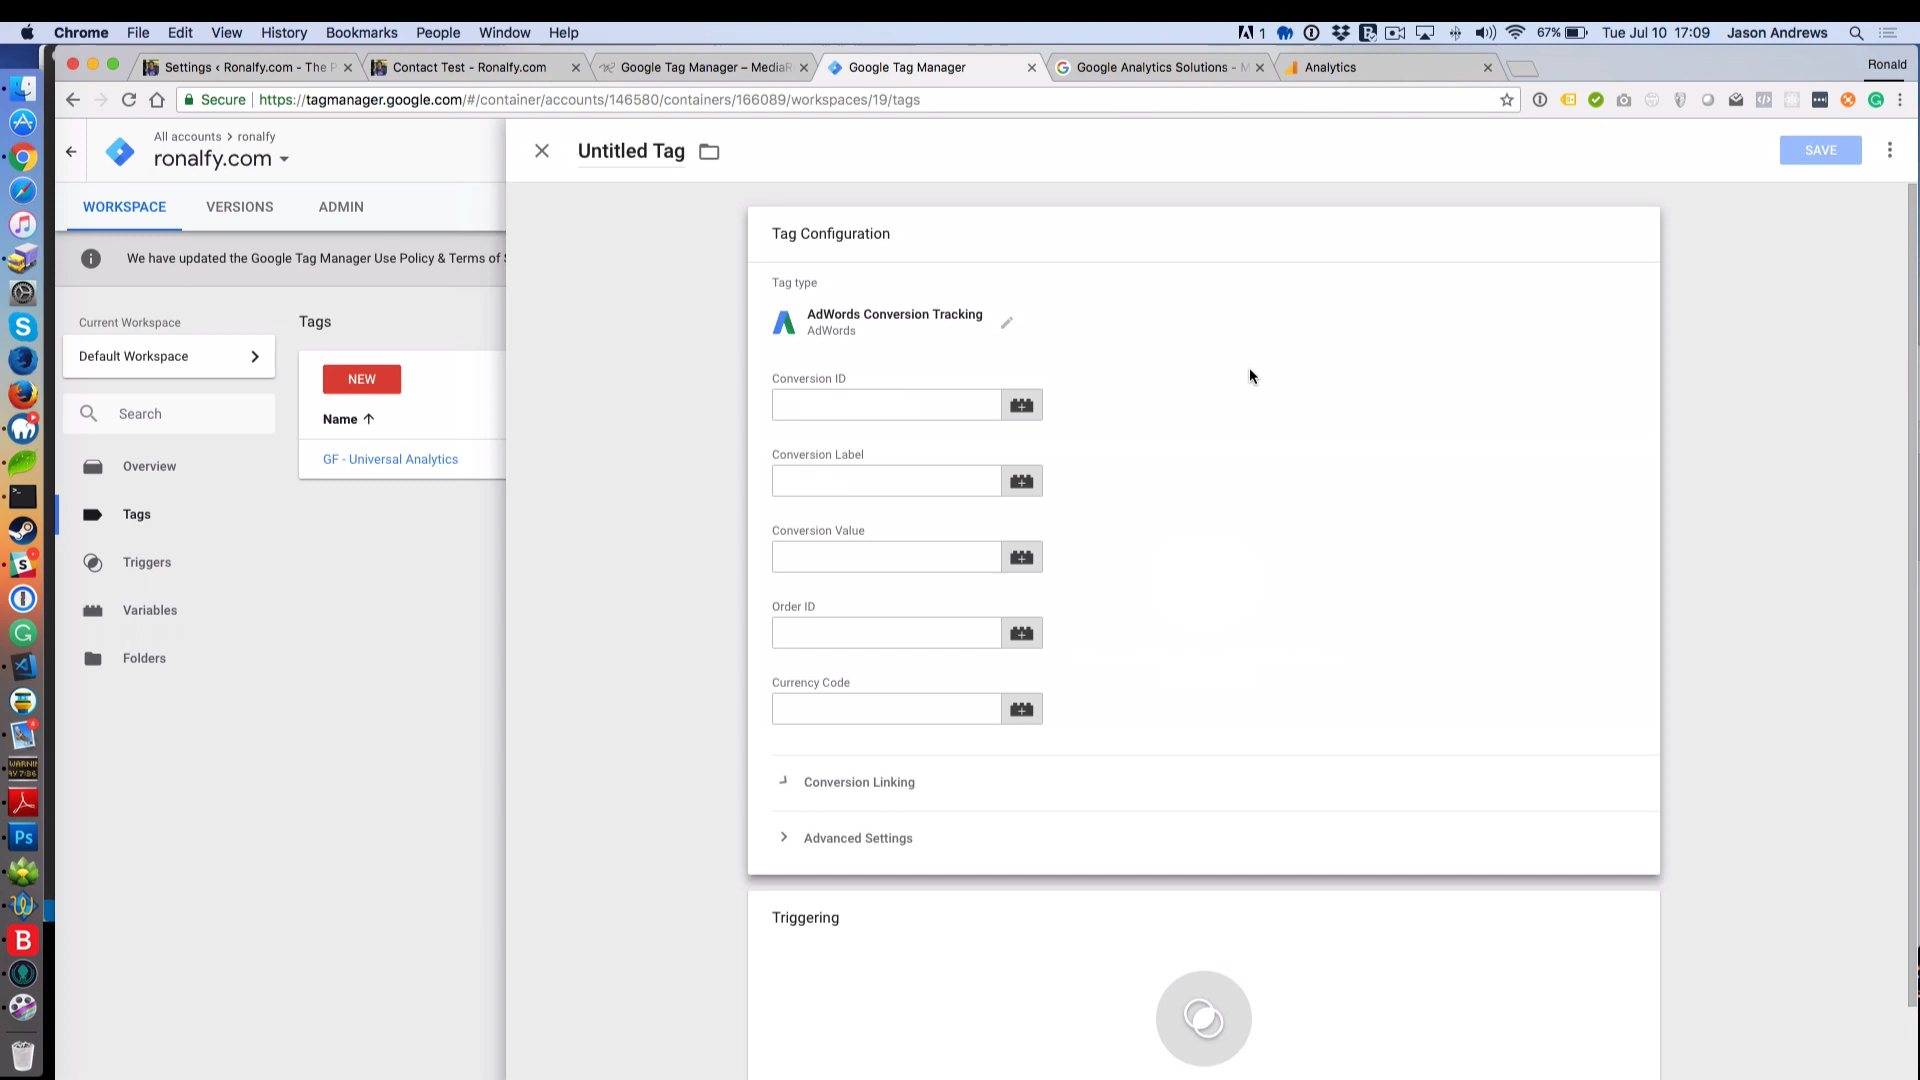 Chrome File Edit View History Bookmarks People Window Help
1
67% Tue Jul 10 17:09 Jason Andrews
Settings ‹ Ronalfy.com - The P
Contact Test - Ronalfy.com
Google Tag Manager – MediaR
Google Tag Manager
Google Analytics Solutions - M
Analytics
Ronald
Secure https://tagmanager.google.com/#/container/accounts/146580/containers/166089/workspaces/19/tags
All accounts > ronalfy
ronalfy.com
Untitled Tag
SAVE
WORKSPACE VERSIONS ADMIN
We have updated the Google Tag Manager Use Policy & Terms of
Current Workspace
Default Workspace
Search
Overview
Tags
Triggers
Variables
Folders
Tags
NEW
Name
GF - Universal Analytics
Tag Configuration
Tag type
AdWords Conversion Tracking
AdWords
Conversion ID
Conversion Label
Conversion Value
Order ID
Currency Code
Conversion Linking
Advanced Settings
Triggering
Ps
B